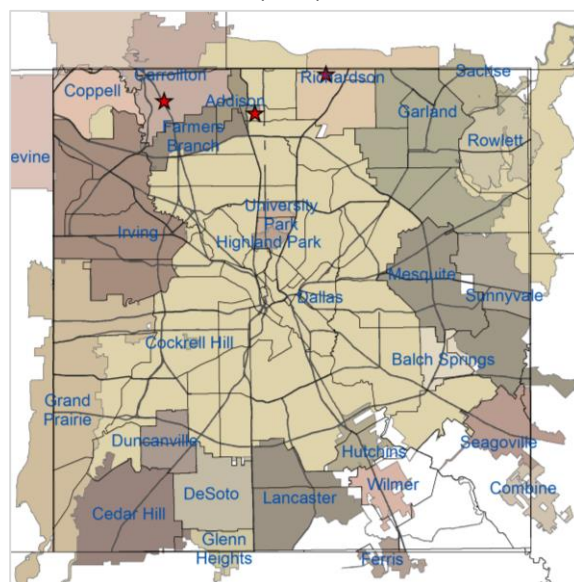 Carrollton
Coppell
Addison
Richardson
Sachse
Garland
Farmers
Branch
Rowlett
evine
University
Park
Irving
Highland Park
Mesquite
Sunnyvale
Dallas
Cockrell Hill
Balch Springs
Grand
Prairie
Duncanville
Hutchins
Seagoville
DeSoto
Lancaster
Wilmer
Combine
Cedar Hill
Glenn
Heights
Ferris